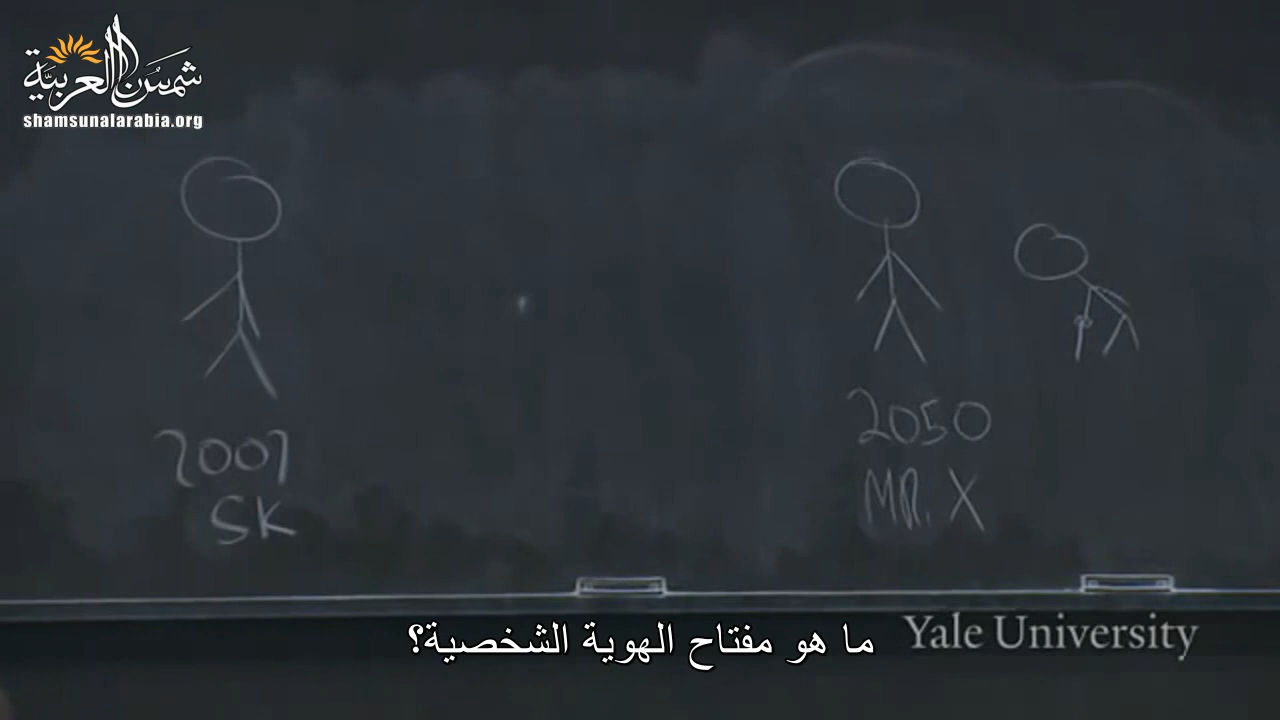 شمس العربية
shamsunalarabia.org
2007
SK
2050
MR. X
ما هو مفتاح الهوية الشخصية؟
Yale University